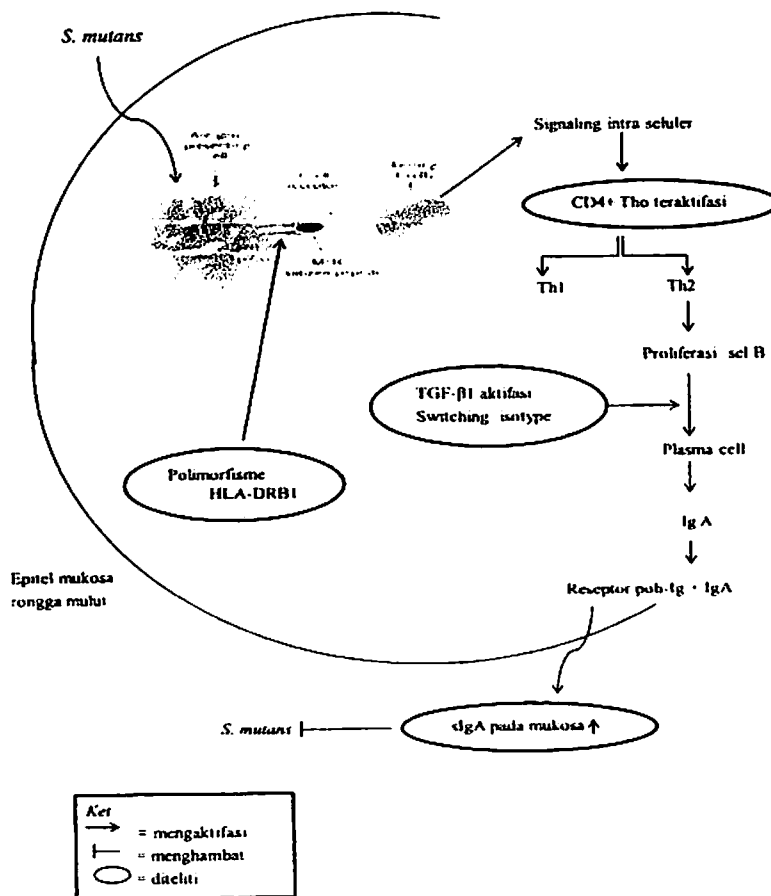 S. mutans
Signaling intra seluler
CD4+ Tho teraktifasi
Th1
Th2
Proliferasi sel B
TGF-β1 aktifasi
Switching isotype
Plasma cell
Polimorfisme
HLA-DRB1
Ig A
Epitel mukosa
rongga mulut
Reseptor poli-Ig + IgA
sIgA pada mukosa ↑
S. mutans
Ket
= mengaktifasi
= menghambat
= diteliti